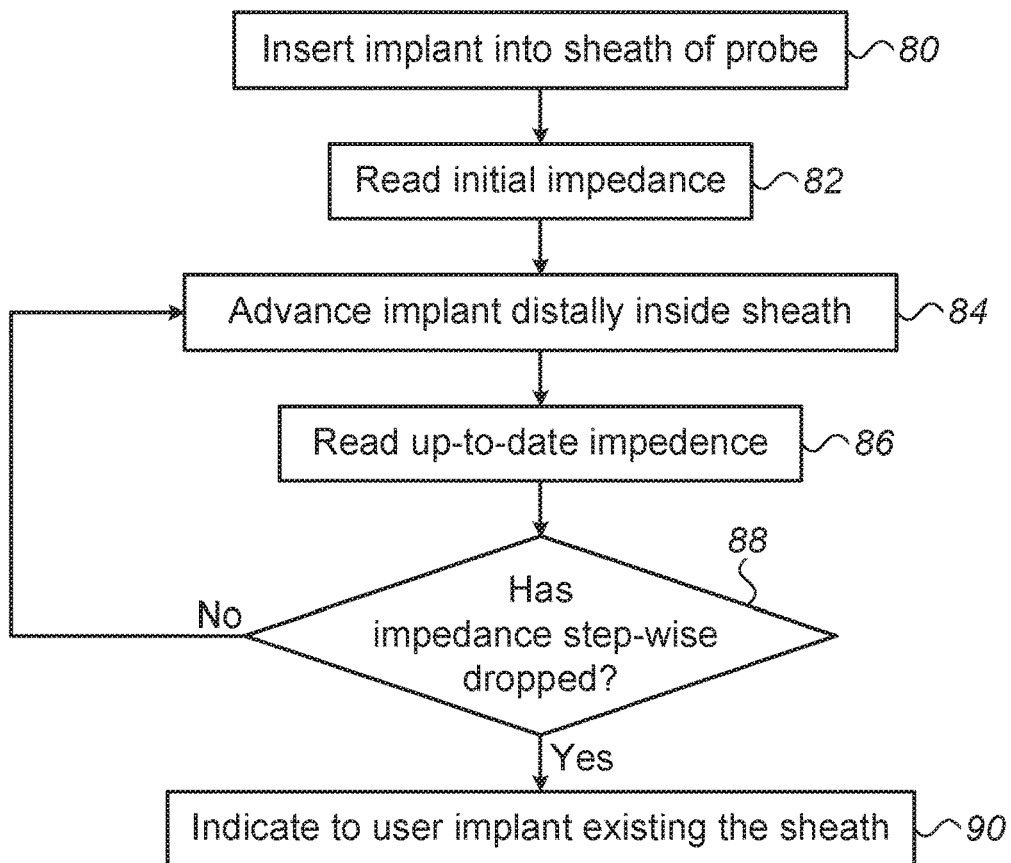 Insert implant into sheath of probe 80
Read initial impedance 82
Advance implant distally inside sheath 84
Read up-to-date impedence 86
88
Has
impedance step-wise
dropped?
No
Yes
Indicate to user implant existing the sheath 90